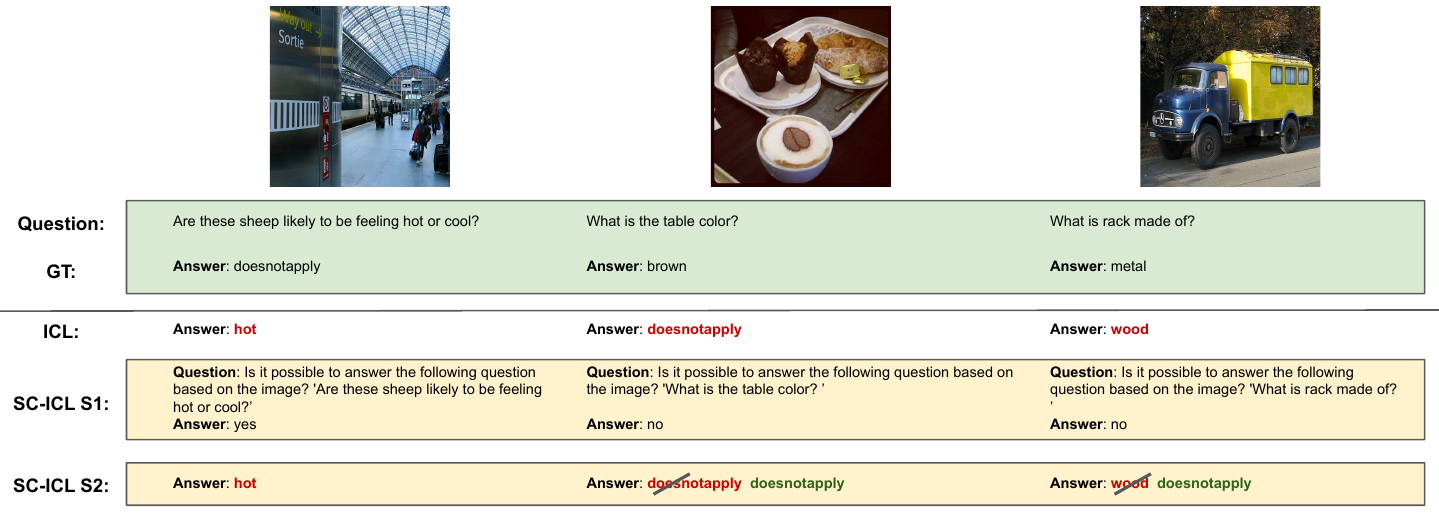 Way out
Sortie
Question:
Are these sheep likely to be feeling hot or cool?
What is the table color?
What is rack made of?
GT:
Answer: doesnotapply
Answer: brown
Answer: metal
ICL:
Answer: hot
Answer: doesnotapply
Answer: wood
SC-ICL S1:
Question: Is it possible to answer the following question
based on the image? 'Are these sheep likely to be feeling
hot or cool?’
Answer: yes
Question: Is it possible to answer the following question based on
the image? 'What is the table color? ’
Answer: no
Question: Is it possible to answer the following
question based on the image? 'What is rack made of?
’
Answer: no
SC-ICL S2:
Answer: hot
Answer: doesnotapply doesnotapply
Answer: wood doesnotapply